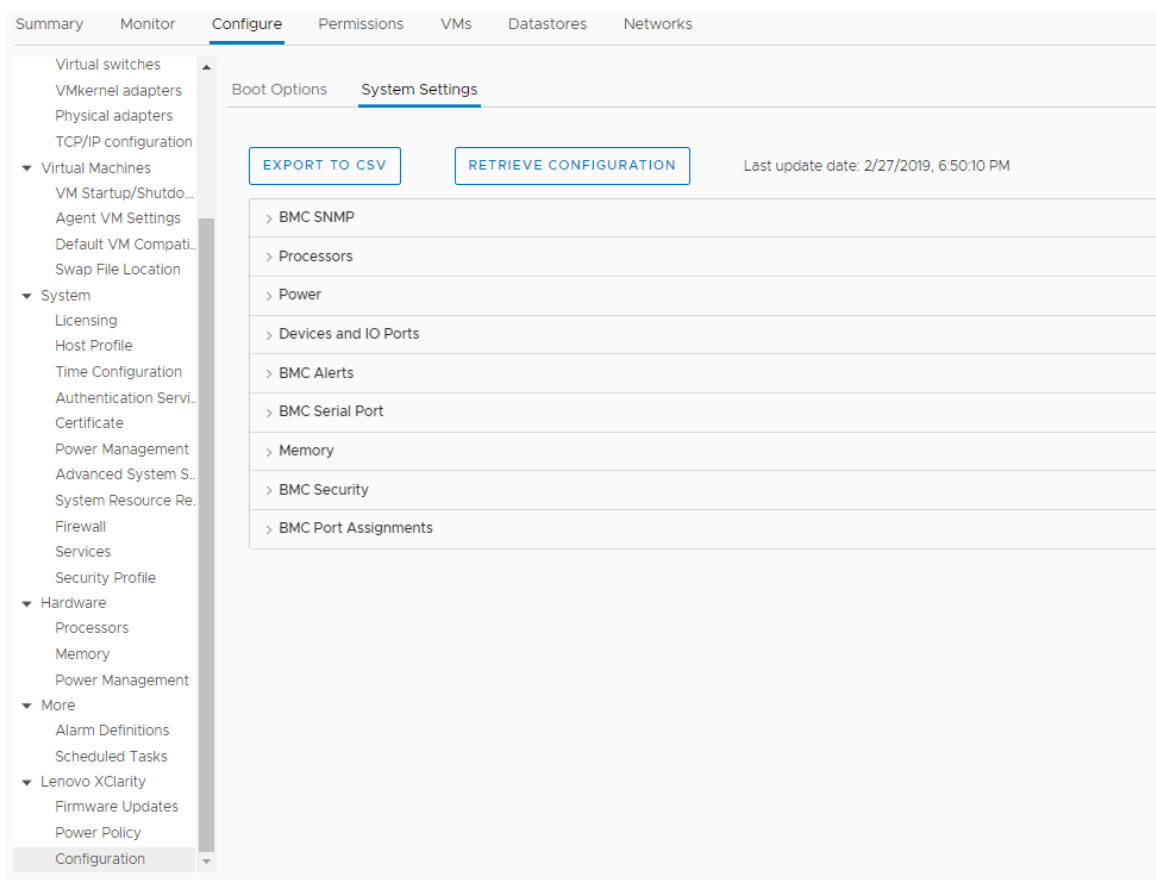 Summary Monitor Configure Permissions VMs Datastores Networks
Virtual switches
VMkernel adapters
Physical adapters
TCP/IP configuration
Virtual Machines
VM Startup/Shutdo...
Agent VM Settings
Default VM Compati..
Swap File Location
System
Licensing
Host Profile
Time Configuration
Authentication Servi..
Certificate
Power Management
Advanced System S..
System Resource Re.
Firewall
Services
Security Profile
Hardware
Processors
Memory
Power Management
More
Alarm Definitions
Scheduled Tasks
Lenovo XClarity
Firmware Updates
Power Policy
Configuration
Boot Options System Settings
EXPORT TO CSV RETRIEVE CONFIGURATION Last update date: 2/27/2019, 6:50:10 PM
BMC SNMP
Processors
Power
Devices and IO Ports
BMC Alerts
BMC Serial Port
Memory
BMC Security
BMC Port Assignments